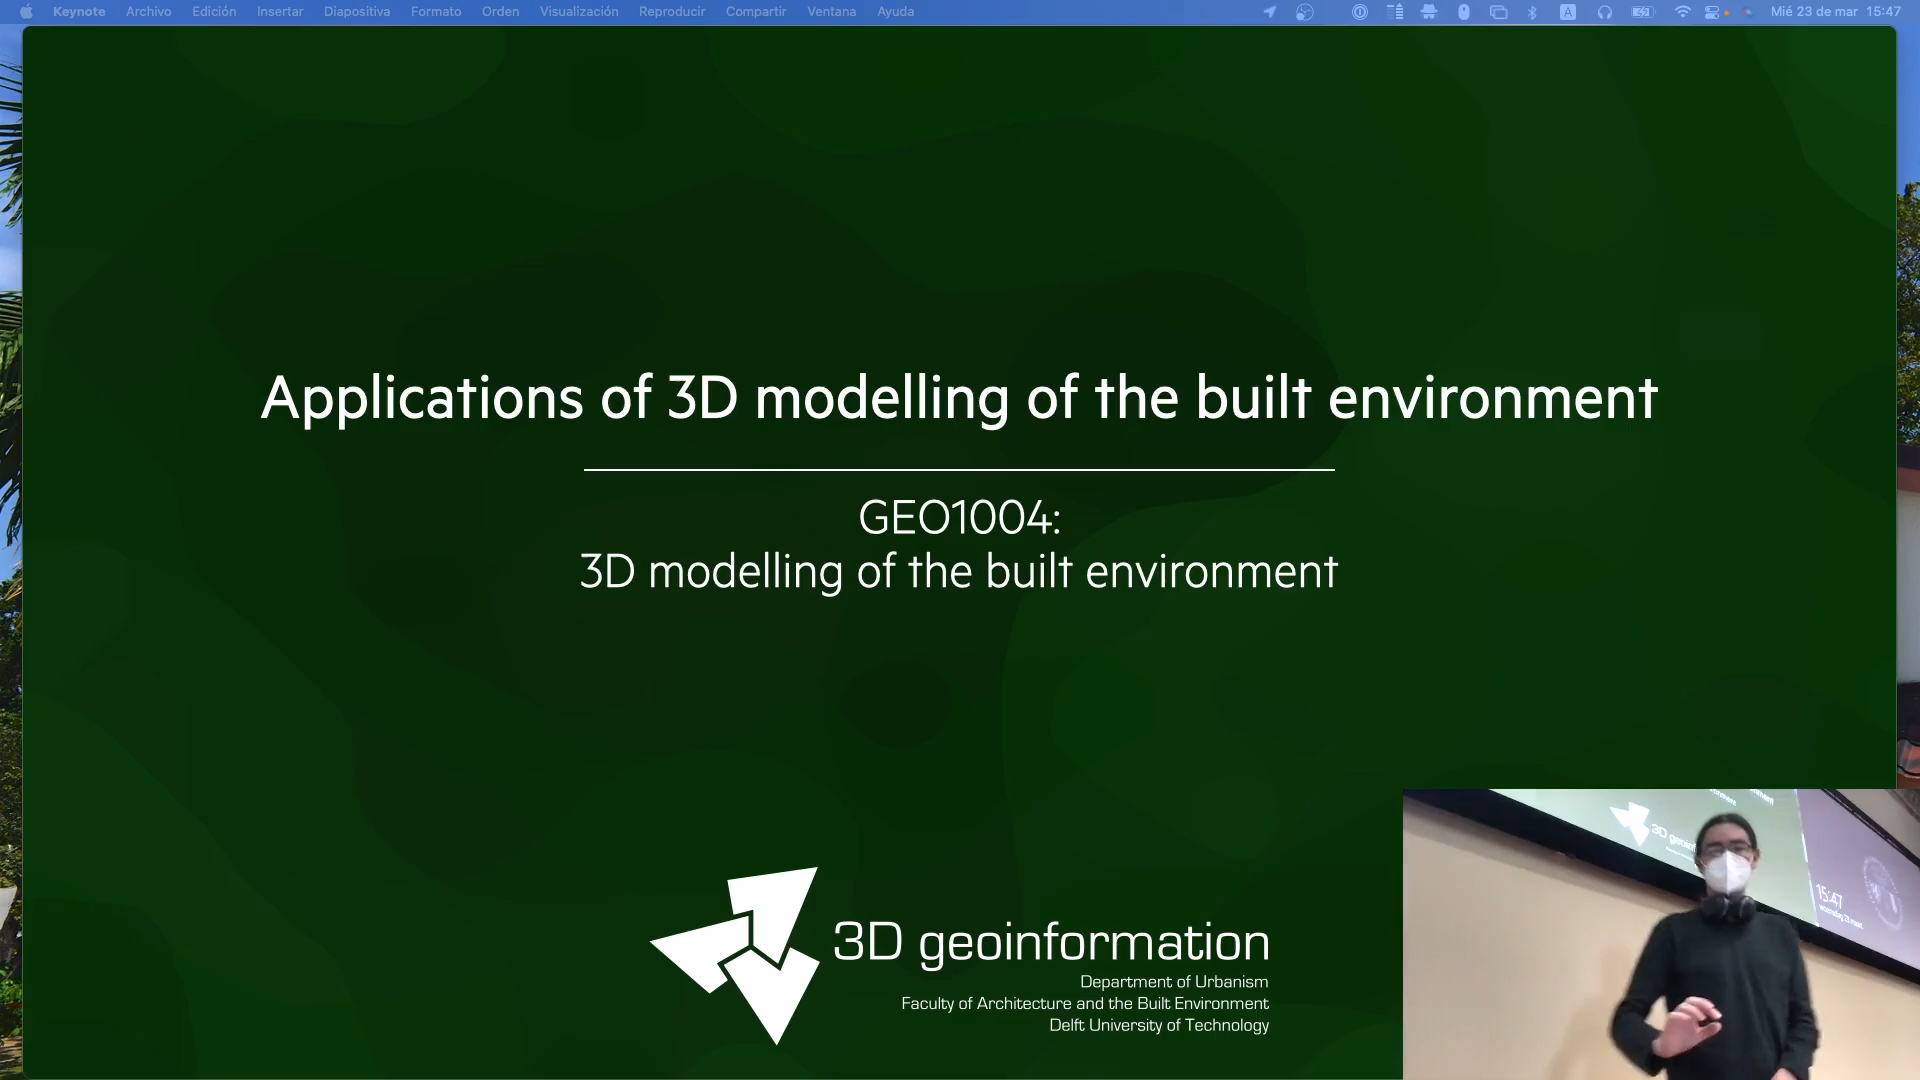 Keynote Archivo Edición Insertar Diapositiva Formato Orden Visualización Reproducir Compartir Ventana Ayuda Mié 23 de mar 15:47
Applications of 3D modelling of the built environment
GEO1004:
3D modelling of the built environment
3D geoinformation
Department of Urbanism
Faculty of Architecture and the Built Environment
Delft University of Technology
15:47